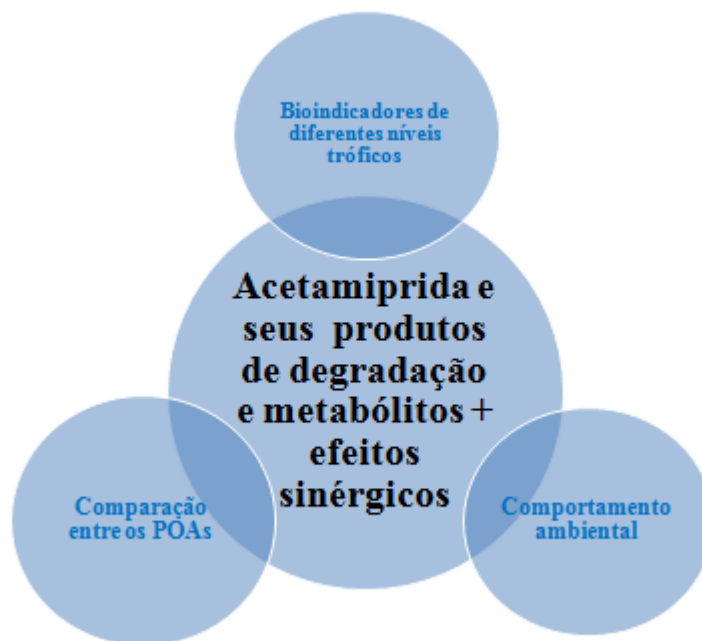 Bioindicadores de
diferentes níveis
tróficos
Acetamiprida e
seus produtos
de degradação
e metabólitos +
efeitos
sinérgicos
Comparação
entre os POAs
Comportamento
ambiental